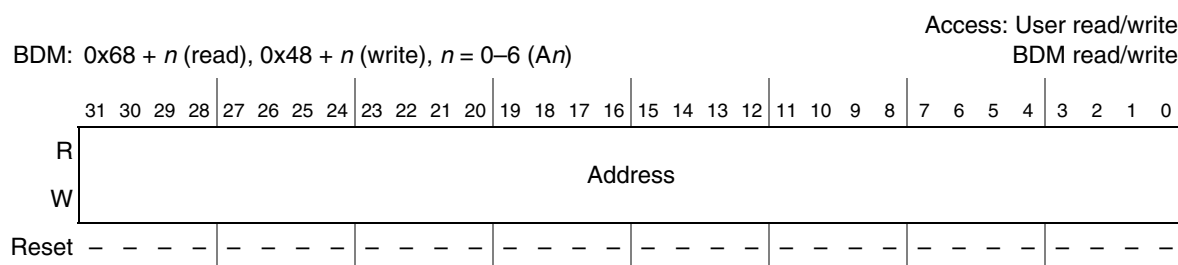 Access: User read/write
BDM: 0x68 + n (read), 0x48 + n (write), n = 0–6 (An) BDM read/write
31 30 29 28 27 26 25 24 23 22 21 20 19 18 17 16 15 14 13 12 11 10 9 8 7 6 5 4 3 2 1 0
R
Address
W
Reset – – – – – – – – – – – – – – – – – – – – – – – – – – – – – – – –